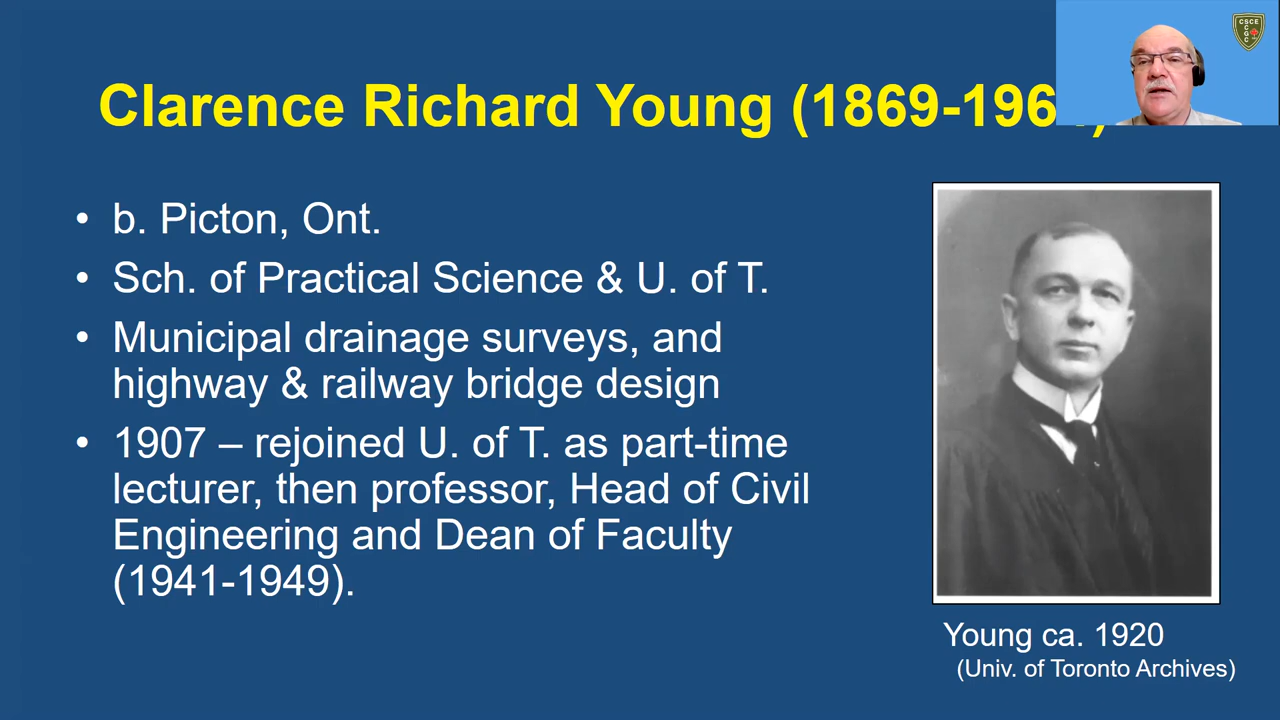 Clarence Richard Young (1869-196
• b. Picton, Ont.
• Sch. of Practical Science & U. of T.
• Municipal drainage surveys, and
highway & railway bridge design
• 1907 – rejoined U. of T. as part-time
lecturer, then professor, Head of Civil
Engineering and Dean of Faculty
(1941-1949).
Young ca. 1920
(Univ. of Toronto Archives)
CSCE